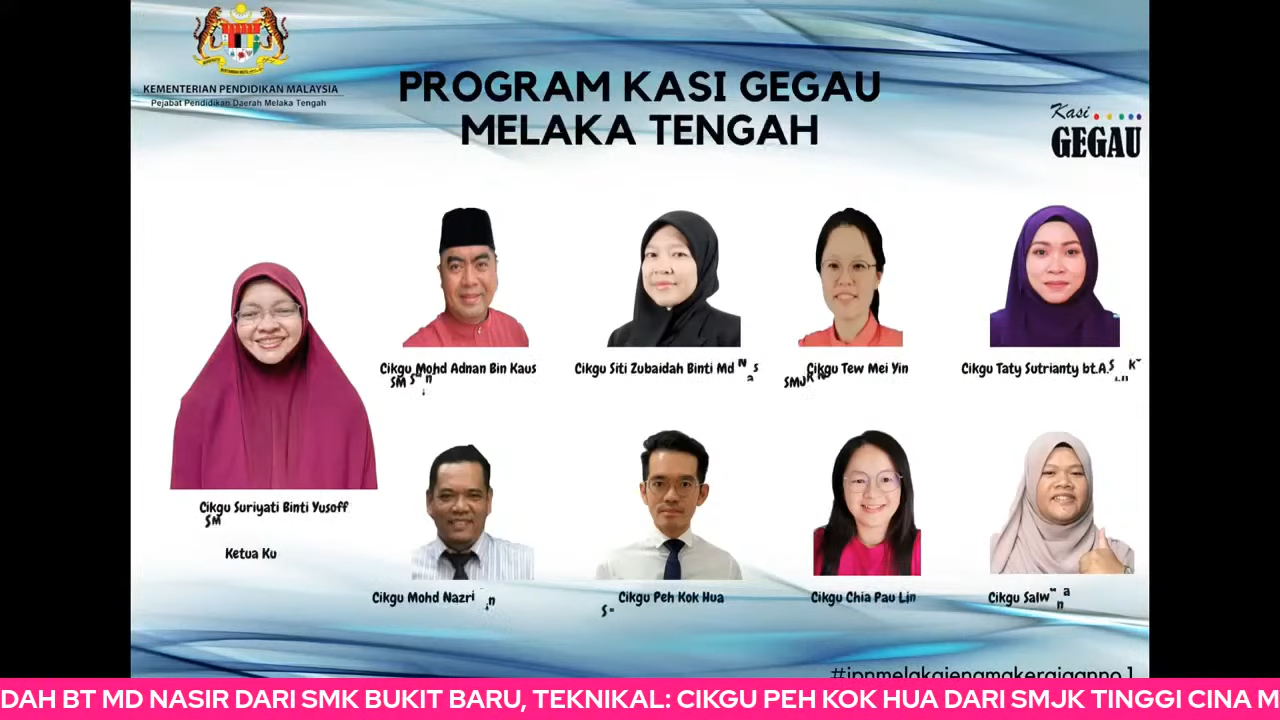 KEMENTERIAN PENDIDIKAN MALAYSIA
Pejabat Pendidikan Daerah Melaka Tengah
PROGRAM KASI GEGAU
MELAKA TENGAH
Kasi
GEGAU
Cikgu Mohd Adnan Bin Kaus
Cikgu Siti Zubaidah Binti Md
Cikgu Tew Mei Yin
SMJK
Cikgu Taty Sutrianty bt.A.
Cikgu Suriyati Binti Yusoff
SM
Ketua Ku
Cikgu Mohd Nazri
Cikgu Peh Kok Hua
Cikgu Chia Pau Lin
Cikgu Salw
DAH BT MD NASIR DARI SMK BUKIT BARU, TEKNIKAL: CIKGU PEH KOK HUA DARI SMJK TINGGI CINA M